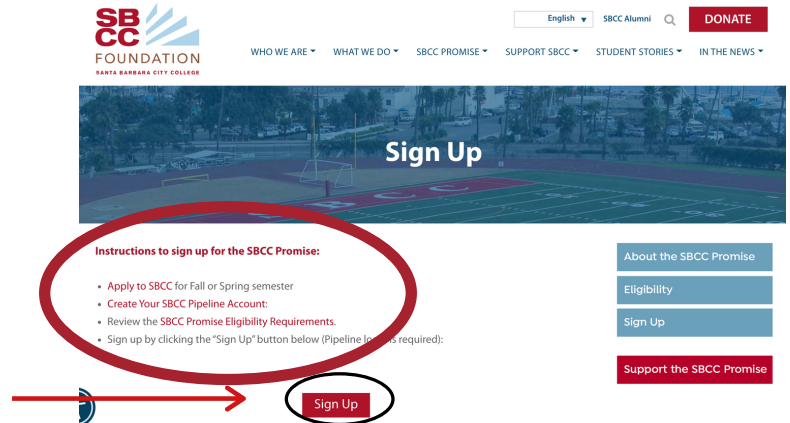 SB
CC
FOUNDATION
SANTA BARBARA CITY COLLEGE
English
SBCC Alumni
DONATE
WHO WE ARE
WHAT WE DO
SBCC PROMISE
SUPPORT SBCC
STUDENT STORIES
IN THE NEWS
Sign Up
SBCC
Instructions to sign up for the SBCC Promise:
• Apply to SBCC for Fall or Spring semester
• Create Your SBCC Pipeline Account:
• Review the SBCC Promise Eligibility Requirements.
• Sign up by clicking the "Sign Up" button below (Pipeline is required):
Sign Up
About the SBCC Promise
Eligibility
Sign Up
Support the SBCC Promise